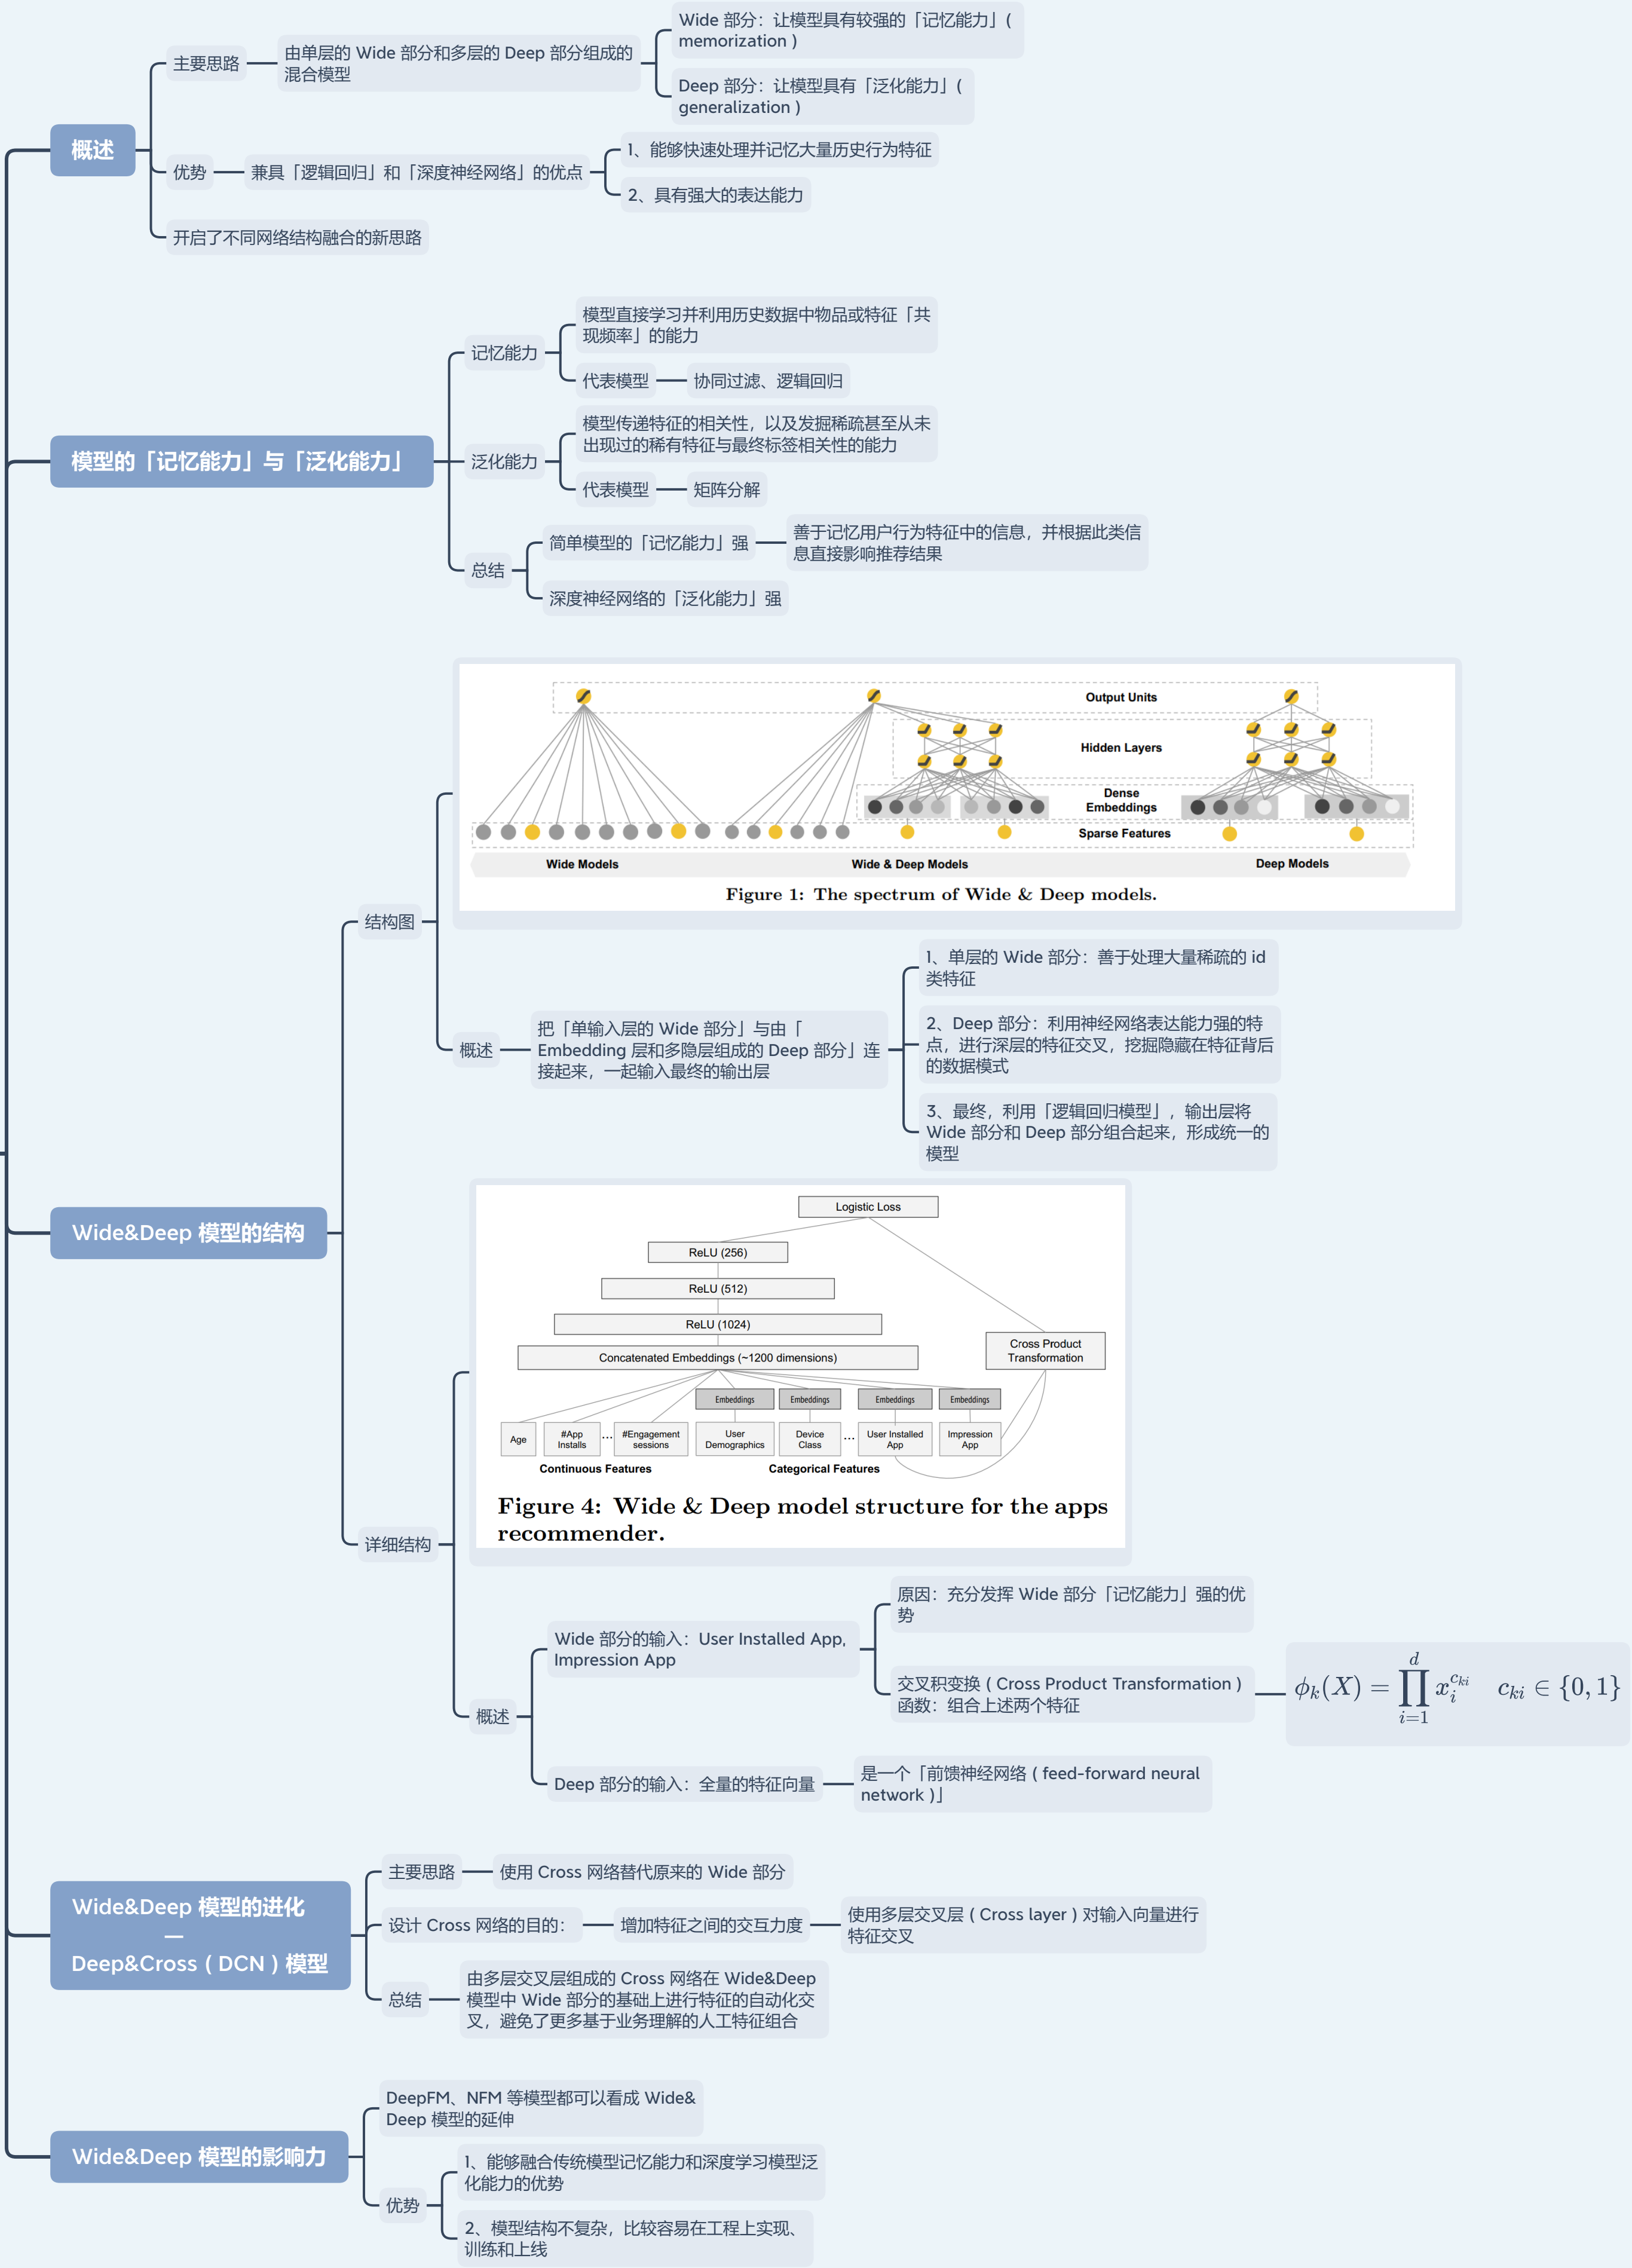 概述
主要思路
由单层的 Wide 部分和多层的 Deep 部分组成的
混合模型
Wide 部分：让模型具有较强的「记忆能」(
memorization )
Deep 部分：让模型具有「泛化能力」(
generalization )
优势
兼具「逻辑回归」和「深度神经网络」的优点
1、能够快速处理并记忆大量历史行为特征
2、具有强大的表达能力
开启了不同网络结构融合的新思路
模型的「记忆能力」与「泛化能力」
记忆能力
模型直接学习并利用历史数据中物品或特征「共
现频率」的能力
代表模型
协同过滤、逻辑回归
泛化能力
模型传递特征的相关性，以及发掘稀疏甚至从未
出现过的稀有特征与最终标签相关性的能力
代表模型
矩阵分解
总结
简单模型的「记忆能力」强
善于记忆用户行为特征中的信息，并根据此类信
息直接影响推荐结果
深度神经网络的「泛化能力」强
Wide&Deep 模型的结构
结构图
Output Units
Hidden Layers
Dense
Embeddings
Sparse Features
Wide Models
Wide & Deep Models
Deep Models
Figure 1: The spectrum of Wide & Deep models.
概述
把「单输入层的 Wide 部分」与由「
Embedding 层和多隐层组成的 Deep 部分」连
接起来，一起输入最终的输出层
1、单层的 Wide 部分：善于处理大量稀疏的 id
类特征
2、Deep 部分：利用神经网络表达能力强的特
点，进行深层的特征交叉，挖掘隐藏在特征背后
的数据模式
3、最终，利用「逻辑回归模型」，输出层将
Wide 部分和 Deep 部分组合起来，形成统一的
模型
详细结构
Logistic Loss
ReLU (256)
ReLU (512)
ReLU (1024)
Concatenated Embeddings (~1200 dimensions)
Cross Product
Transformation
Embeddings
Embeddings
Embeddings
Embeddings
Age
#App
Installs
...
#Engagement
sessions
User
Demographics
Device
Class
...
User Installed
App
Impression
App
Continuous Features
Categorical Features
Figure 4: Wide & Deep model structure for the apps
recommender.
概述
Wide 部分的输入：User Installed App,
Impression App
原因：充分发挥 Wide 部分「记忆能力」强的优
势
交叉积变换 ( Cross Product Transformation )
函数：组合上述两个特征
$\phi_k(X) = \prod_{i=1}^{d} x_i^{c_{ki}} \quad c_{ki} \in \{0, 1\}$
Deep 部分的输入：全量的特征向量
是一个「前馈神经网络 ( feed-forward neural
network )」
Wide&Deep 模型的进化
—
Deep&Cross ( DCN ) 模型
主要思路
使用 Cross 网络替代原来的 Wide 部分
设计 Cross 网络的目的：
增加特征之间的交互力度
使用多层交叉层 ( Cross layer ) 对输入向量进行
特征交叉
总结
由多层交叉层组成的 Cross 网络在 Wide&Deep
模型中 Wide 部分的基础上进行特征的自动化交
叉，避免了更多基于业务理解的人工特征组合
Wide&Deep 模型的影响力
DeepFM、NFM 等模型都可以看成 Wide&
Deep 模型的延伸
优势
1、能够融合传统模型记忆能力和深度学习模型泛
化能力的优势
2、模型结构不复杂，比较容易在工程上实现、
训练和上线